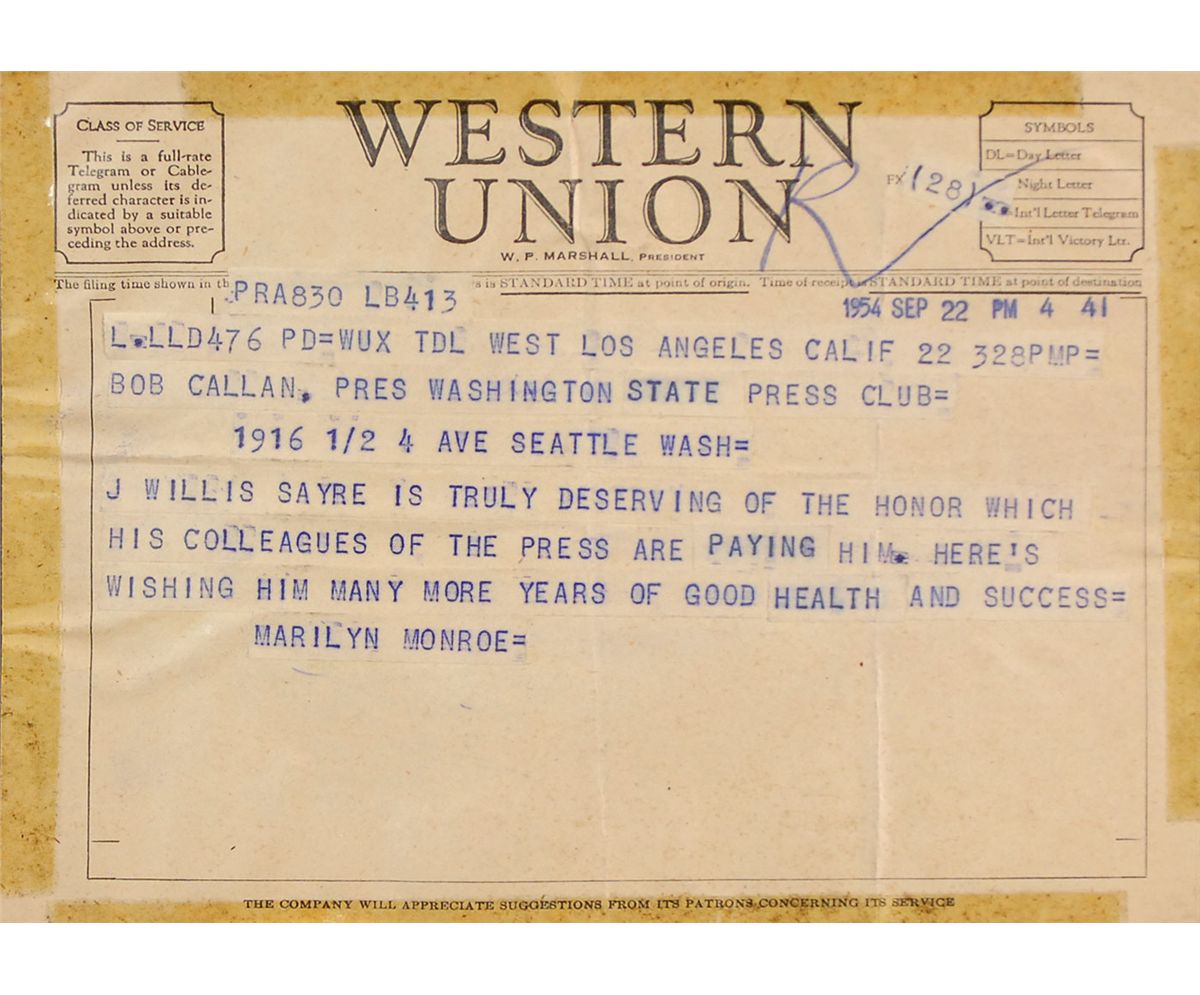 CLASS OF SERVICE
This is a full-rate
Telegram or Cable-
gram unless its de-
ferred character is in-
dicated by a suitable
symbol above or pre-
ceding the address.
WESTERN
UNION
W. P. MARSHALL, PRESIDENT
FX (28)
R
SYMBOLS
DL=Day Letter
Night Letter
=Int'l Letter Telegram
VLT=Int'l Victory Ltr.
The filing time shown in th
is STANDARD TIME at point of origin. Time of receipt is STANDARD TIME at point of destination
PRA830 LB413
1954 SEP 22 PM 4 41
L.LLD476 PD=WUX TDL WEST LOS ANGELES CALIF 22 328PMP=
BOB CALLAN, PRES WASHINGTON STATE PRESS CLUB=
1916 1/2 4 AVE SEATTLE WASH=
J WILLIS SAYRE IS TRULY DESERVING OF THE HONOR WHICH
HIS COLLEAGUES OF THE PRESS ARE PAYING HIM. HERE'S
WISHING HIM MANY MORE YEARS OF GOOD HEALTH AND SUCCESS=
MARILYN MONROE=
THE COMPANY WILL APPRECIATE SUGGESTIONS FROM ITS PATRONS CONCERNING ITS SERVICE